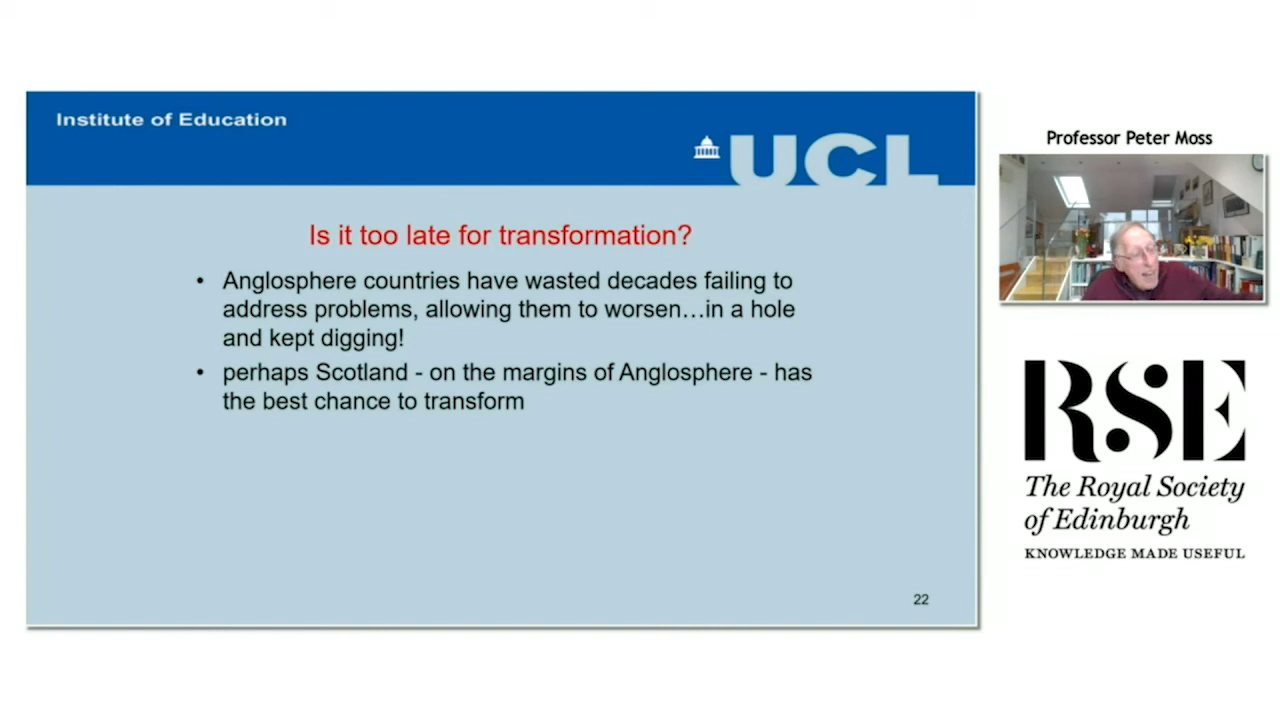 Institute of Education
UCL
Is it too late for transformation?
• Anglosphere countries have wasted decades failing to
address problems, allowing them to worsen…in a hole
and kept digging!
• perhaps Scotland - on the margins of Anglosphere - has
the best chance to transform
22
Professor Peter Moss
RSE
The Royal Society
of Edinburgh
KNOWLEDGE MADE USEFUL